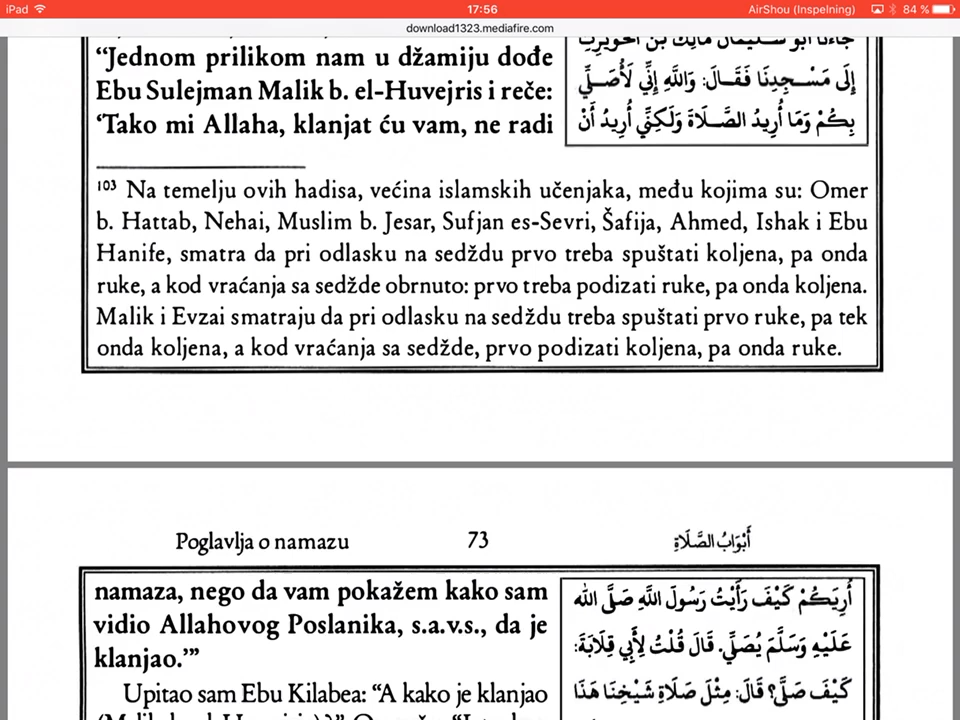 iPad
17:56
AirShou (Inspelning)
84 %
download1323.mediafire.com
“Jednom prilikom nam u džamiju dođe
Ebu Sulejman Malik b. el-Huvejris i reče:
‘Tako mi Allaha, klanjat ću vam, ne radi
جَاءَنَا أَبُو سُلَيْمَانَ مَالِكُ بْنُ الْحُوَيْرِثِ
إِلَى مَسْجِدِنَا فَقَالَ: وَاللَّهِ إِنِّي لَأُصَلِّي
بِكُمْ وَمَا أُرِيدُ الصَّلَاةَ وَلَكِنِّي أُرِيدُ أَنْ
103 Na temelju ovih hadisa, većina islamskih učenjaka, među kojima su: Omer
b. Hattab, Nehai, Muslim b. Jesar, Sufjan es-Sevri, Šafija, Ahmed, Ishak i Ebu
Hanife, smatra da pri odlasku na sedždu prvo treba spuštati koljena, pa onda
ruke, a kod vraćanja sa sedžde obrnuto: prvo treba podizati ruke, pa onda koljena.
Malik i Evzai smatraju da pri odlasku na sedždu treba spuštati prvo ruke, pa tek
onda koljena, a kod vraćanja sa sedžde, prvo podizati koljena, pa onda ruke.
Poglavlja o namazu
73
أَبْوَابُ الصَّلَاةِ
namaza, nego da vam pokažem kako sam
vidio Allahovog Poslanika, s.a.v.s., da je
klanjao.’”
Upitao sam Ebu Kilabea: “A kako je klanjao
أُرِيَكُمْ كَيْفَ رَأَيْتُ رَسُولَ اللَّهِ صَلَّى الله
عَلَيْهِ وَسَلَّمَ يُصَلِّي. قَالَ قُلْتُ لِأَبِي قِلَابَةَ:
كَيْفَ صَلَّى؟ قَالَ: مِثْلَ صَلَاةِ شَيْخِنَا هَذَا